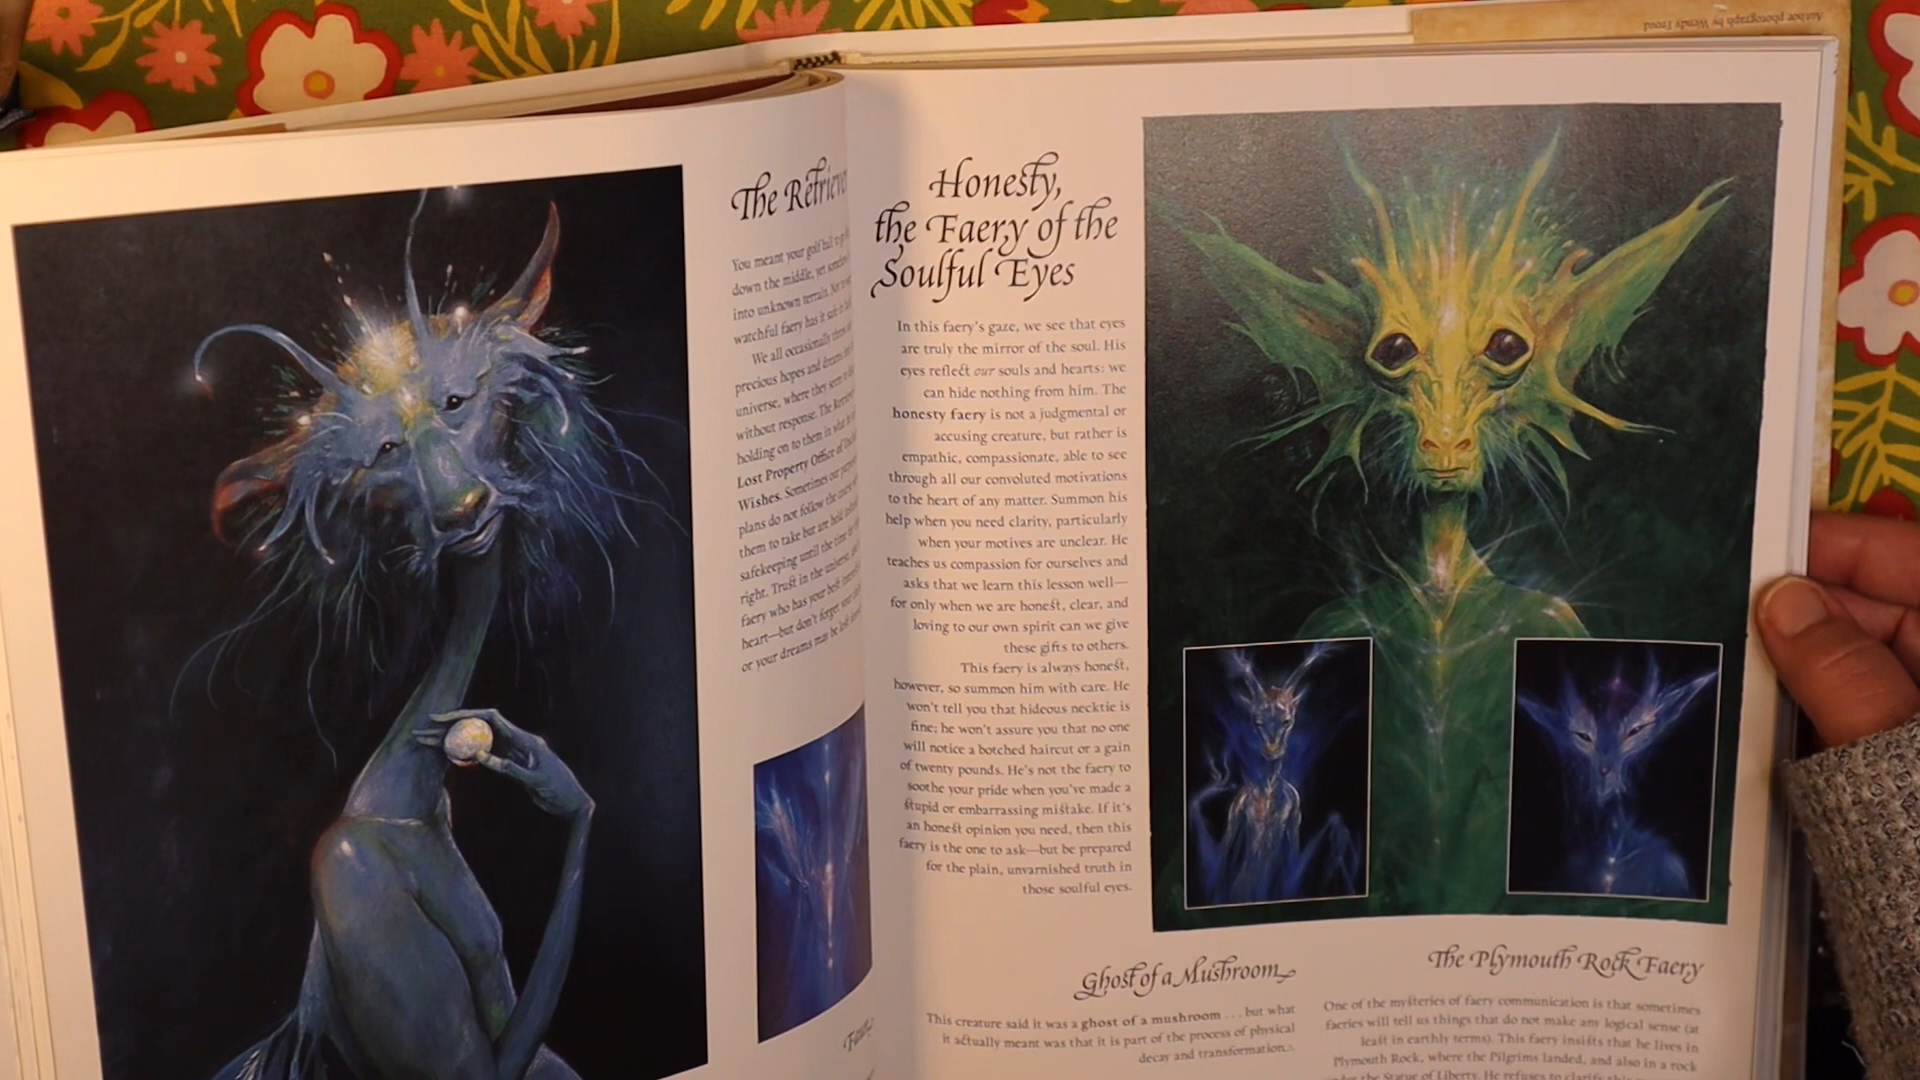 Author photograph by Wendy Froud
The Retriever
You meant your golf ball to go
down the middle, yet
into unknown terrain. Not to
watchful faery has it safe in
We all occasionally throw
precious hopes and dreams
universe, where they seem to
without response. The Retriever
holding on to them in what is
Lost Property Office of
Wishes. Sometimes our
plans do not follow the course
them to take but are held
safekeeping until the time
right. Trust in the universe,
faery who has your best
heart—but don't forget your
or your dreams may be lost
Honesty,
the Faery of the
Soulful Eyes
In this faery's gaze, we see that eyes
are truly the mirror of the soul. His
eyes reflect our souls and hearts: we
can hide nothing from him. The
honesty faery is not a judgmental or
accusing creature, but rather is
empathic, compassionate, able to see
through all our convoluted motivations
to the heart of any matter. Summon his
help when you need clarity, particularly
when your motives are unclear. He
teaches us compassion for ourselves and
asks that we learn this lesson well—
for only when we are honest, clear, and
loving to our own spirit can we give
these gifts to others.
This faery is always honest,
however, so summon him with care. He
won't tell you that hideous necktie is
fine; he won't assure you that no one
will notice a botched haircut or a gain
of twenty pounds. He's not the faery to
soothe your pride when you've made a
stupid or embarrassing mistake. If it's
an honest opinion you need, then this
faery is the one to ask—but be prepared
for the plain, unvarnished truth in
those soulful eyes.
Ghost of a Mushroom
This creature said it was a ghost of a mushroom . . . but what
it actually meant was that it is part of the process of physical
decay and transformation.
The Plymouth Rock Faery
One of the mysteries of faery communication is that sometimes
faeries will tell us things that do not make any logical sense (at
least in earthly terms). This faery insists that he lives in
Plymouth Rock, where the Pilgrims landed, and also in a rock
under the Statue of Liberty. He refuses to clarify this